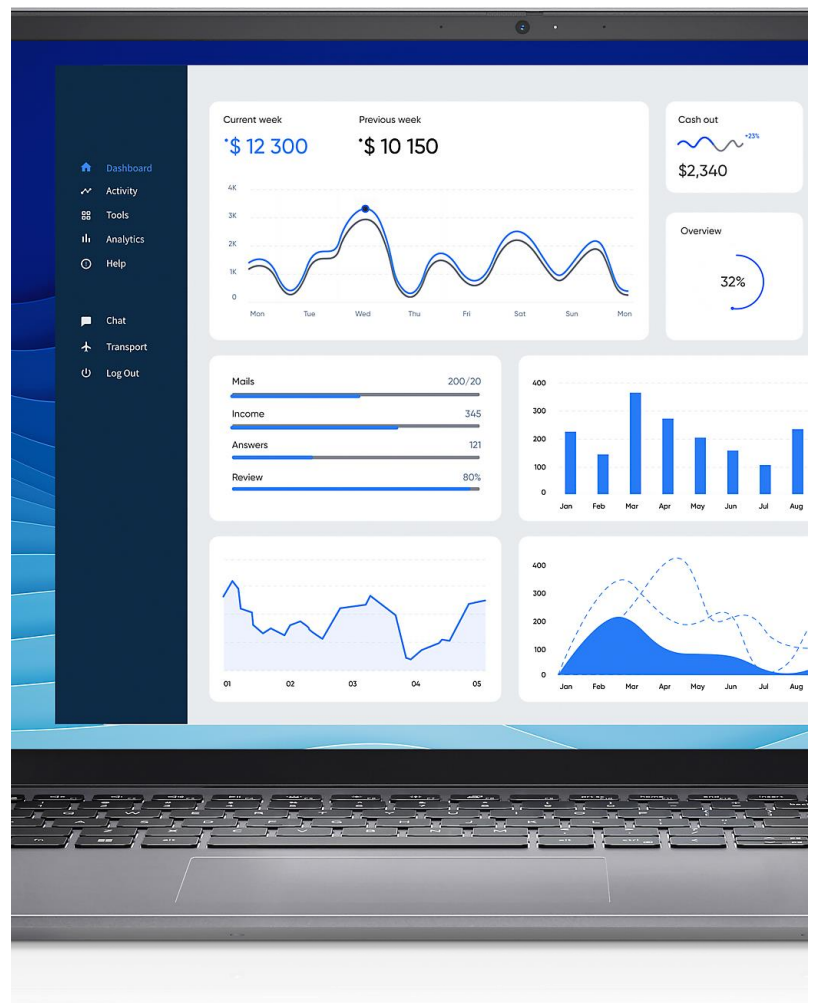 Current week
Previous week
Cash out
•$ 12 300
•$ 10 150
+23%
$2,340
Dashboard
Activity
Tools
Analytics
Help
Chat
Transport
Log Out
4K
3K
2K
1K
0
Mon Tue Wed Thu Fri Sat Sun Mon
Overview
32%
Mails 200/20
Income 345
Answers 121
Review 80%
400
300
200
100
0
Jan Feb Mar Apr May Jun Jul Aug
01 02 03 04 05
400
300
200
100
0
Jan Feb Mar Apr May Jun Jul Aug